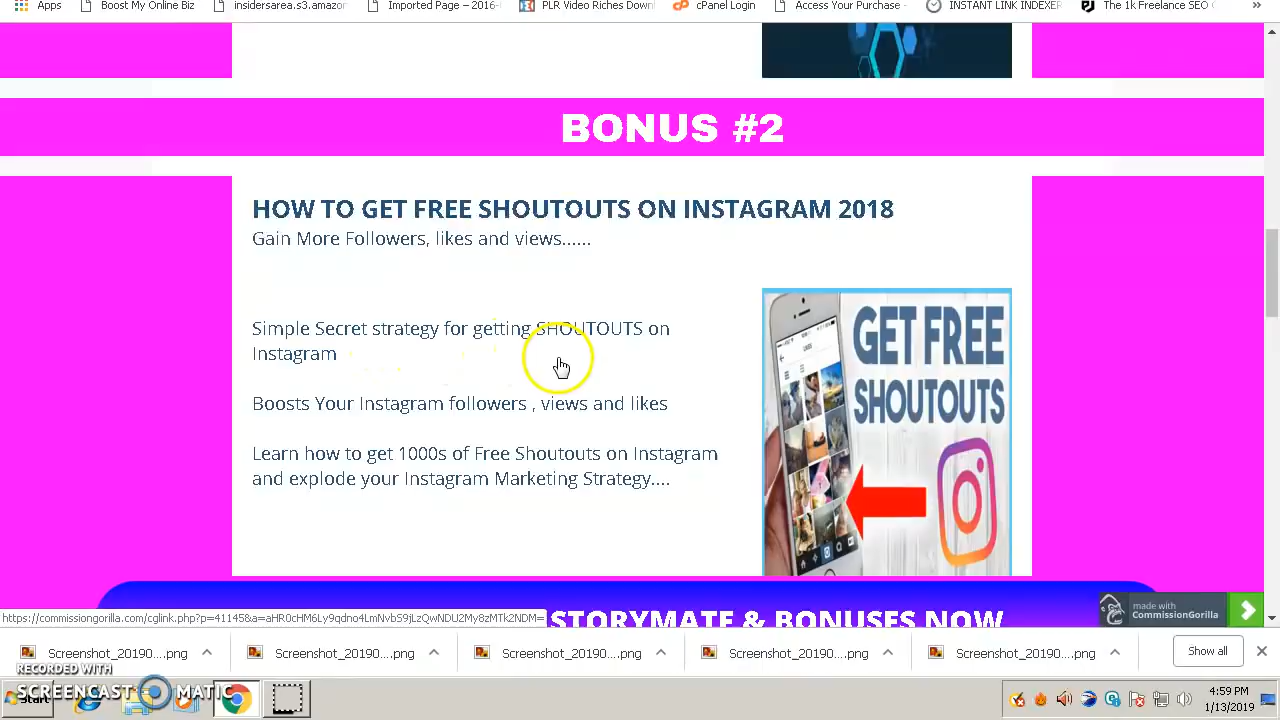 Apps
Boost My Online Biz
insidersarea.s3.amazor
Imported Page – 2016-
PLR Video Riches Down
cPanel Login
Access Your Purchase -
INSTANT LINK INDEXER
The 1k Freelance SEO
BONUS #2
HOW TO GET FREE SHOUTOUTS ON INSTAGRAM 2018
Gain More Followers, likes and views......
Simple Secret strategy for getting SHOUTOUTS on
Instagram
Boosts Your Instagram followers , views and likes
Learn how to get 1000s of Free Shoutouts on Instagram
and explode your Instagram Marketing Strategy....
GET FREE
SHOUTOUTS
STORYMATE & BONUSES NOW
made with
CommissionGorilla
Screenshot_20190....png
Screenshot_20190....png
Screenshot_20190....png
Screenshot_20190....png
Screenshot_20190....png
Show all
RECORDED WITH
SCREENCAST MATIC
Start
4:59 PM
1/13/2019